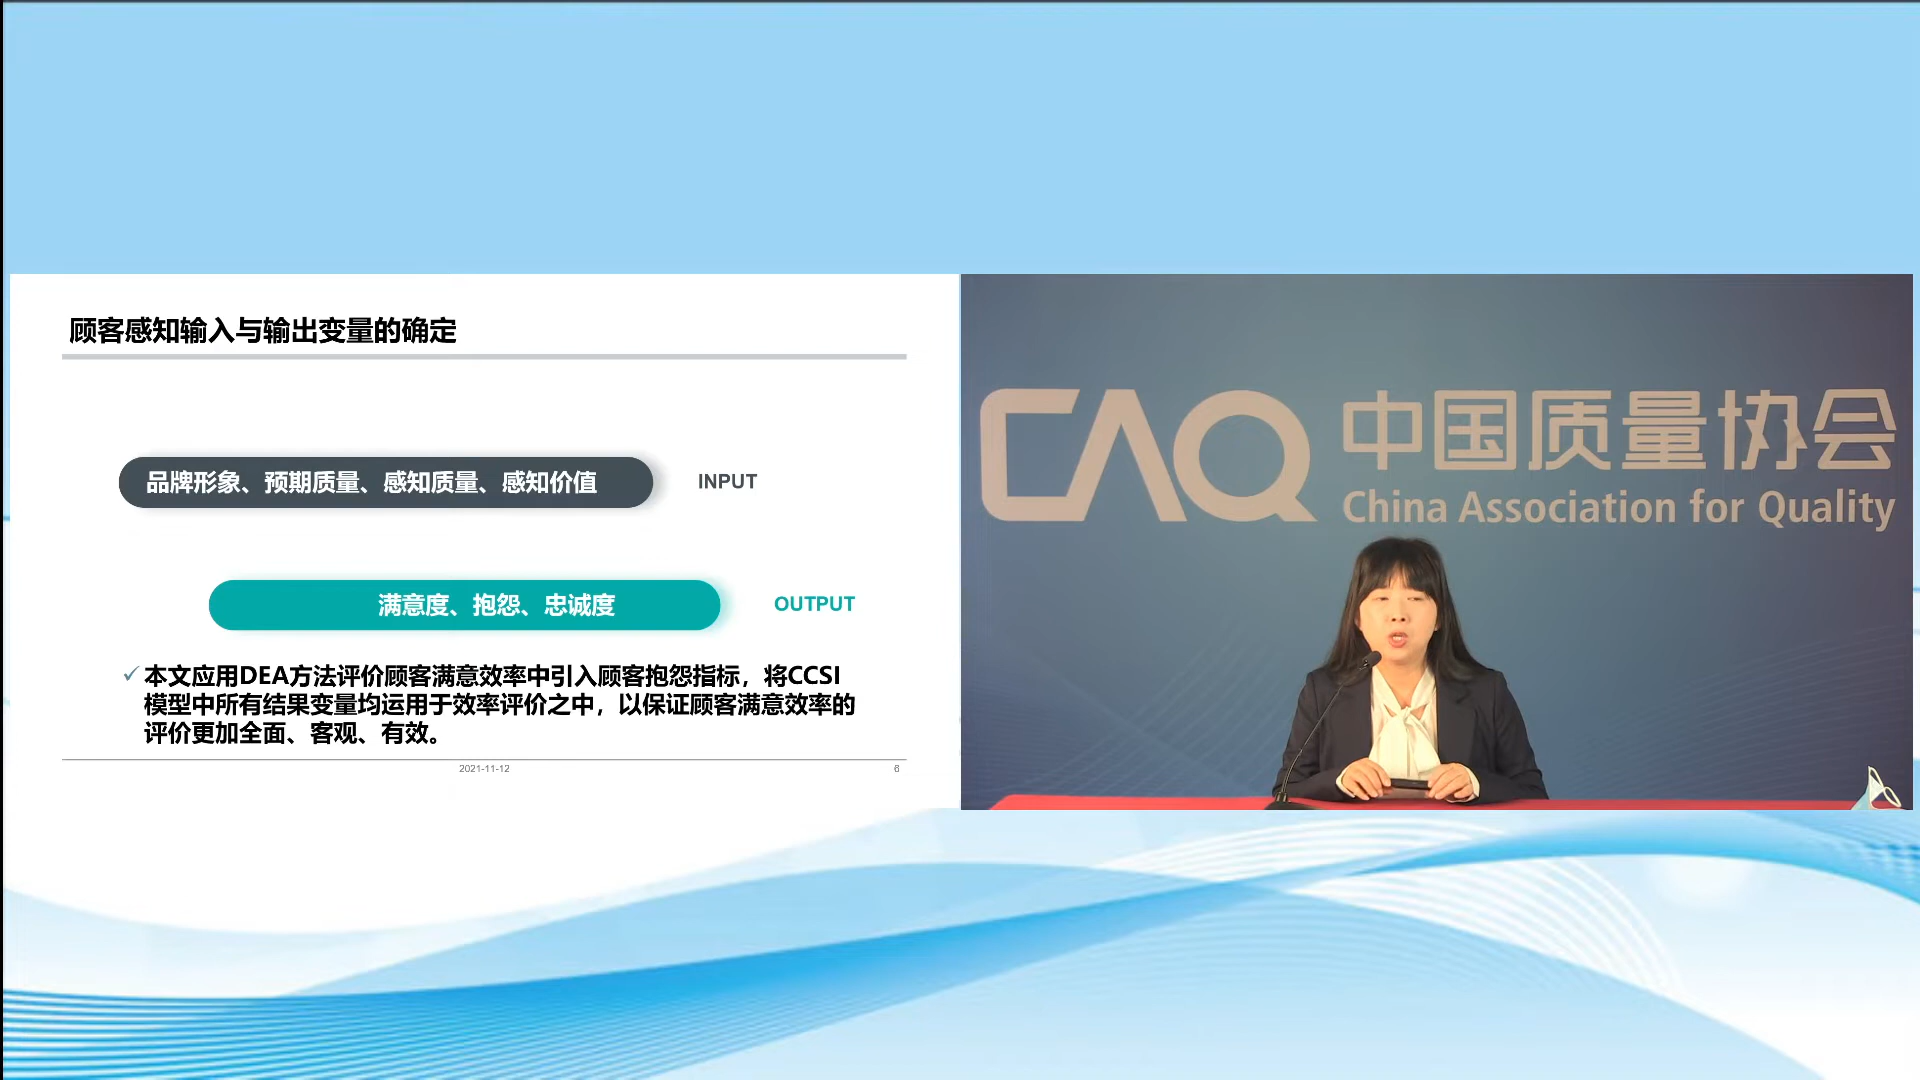 顾客感知输入与输出变量的确定
品牌形象、预期质量、感知质量、感知价值
INPUT
满意度、抱怨、忠诚度
OUTPUT
✓本文应用DEA方法评价顾客满意效率中引入顾客抱怨指标，将CCSI
模型中所有结果变量均运用于效率评价之中，以保证顾客满意效率的
评价更加全面、客观、有效。
2021-11-12
6
CAQ 中国质量协会
China Association for Quality